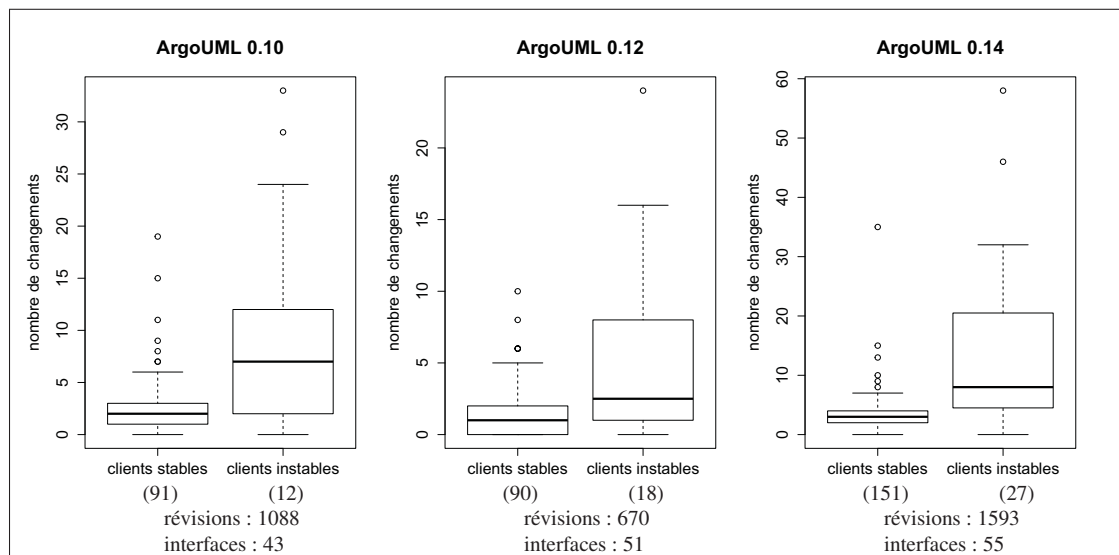 ArgoUML 0.10
nombre de changements
30
25
20
15
10
5
0
clients stables clients instables
(91) (12)
révisions : 1088
interfaces : 43
ArgoUML 0.12
nombre de changements
20
15
10
5
0
clients stables clients instables
(90) (18)
révisions : 670
interfaces : 51
ArgoUML 0.14
nombre de changements
60
50
40
30
20
10
0
clients stables clients instables
(151) (27)
révisions : 1593
interfaces : 55